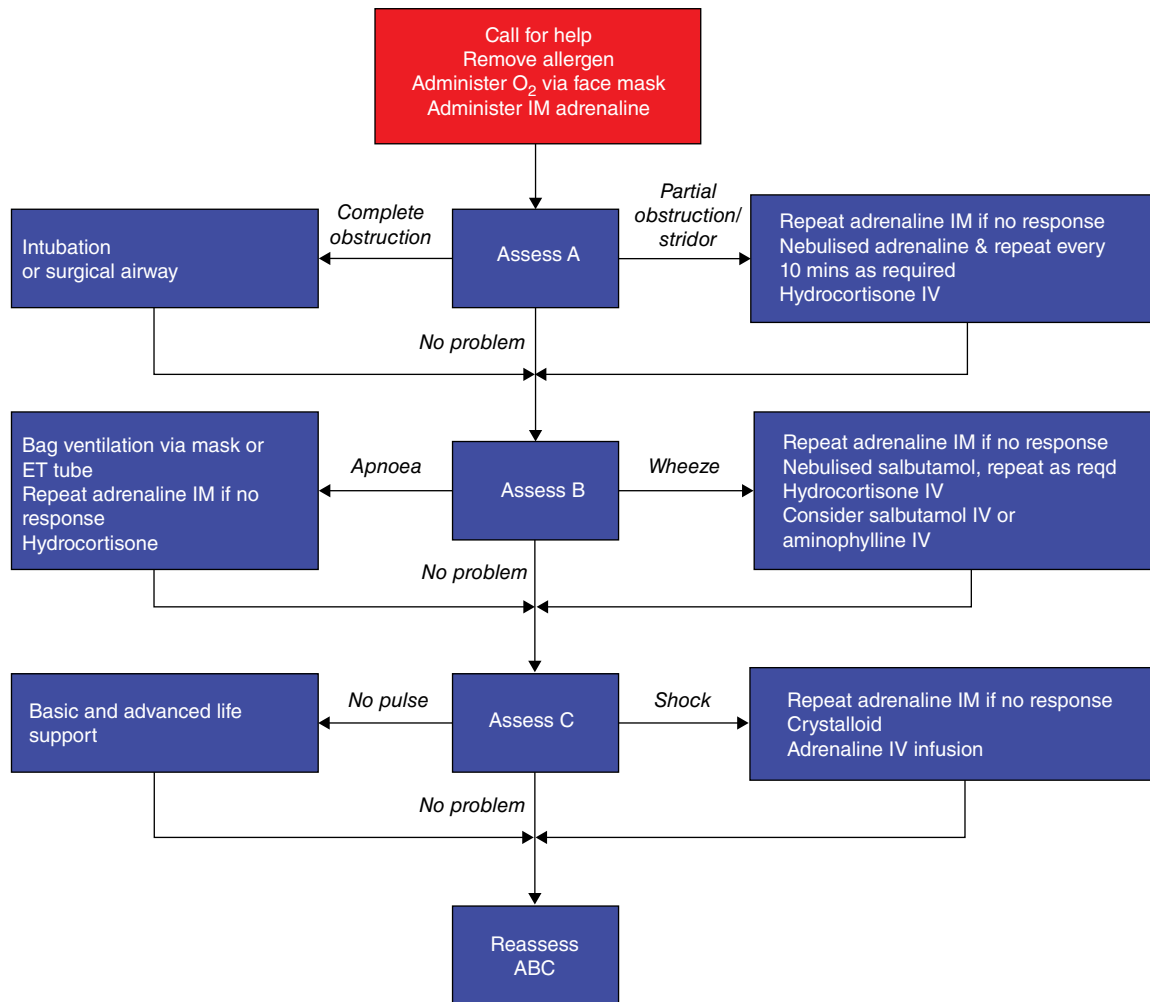 Call for help
Remove allergen
Administer O₂ via face mask
Administer IM adrenaline
Complete
obstruction
Partial
obstruction/
stridor
Intubation
or surgical airway
Assess A
Repeat adrenaline IM if no response
Nebulised adrenaline & repeat every
10 mins as required
Hydrocortisone IV
No problem
Bag ventilation via mask or
ET tube
Repeat adrenaline IM if no
response
Hydrocortisone
Apnoea
Assess B
Wheeze
Repeat adrenaline IM if no response
Nebulised salbutamol, repeat as reqd
Hydrocortisone IV
Consider salbutamol IV or
aminophylline IV
No problem
Basic and advanced life
support
No pulse
Assess C
Shock
Repeat adrenaline IM if no response
Crystalloid
Adrenaline IV infusion
No problem
Reassess
ABC